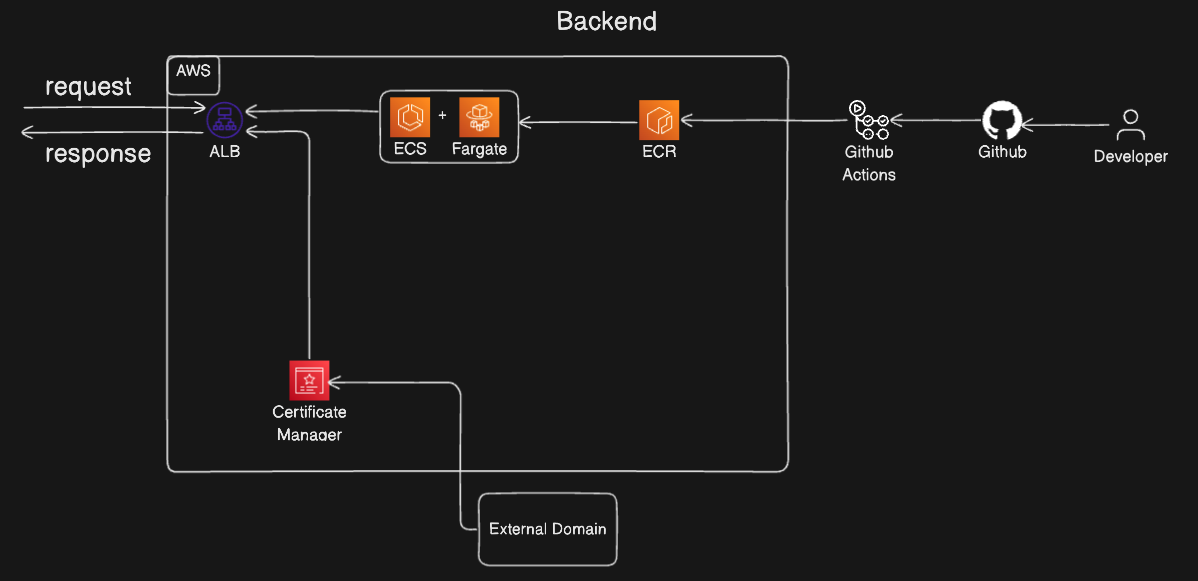 Backend
AWS
request
response
ALB
ECS
+
Fargate
ECR
Github
Actions
Github
Developer
Certificate
Manager
External Domain